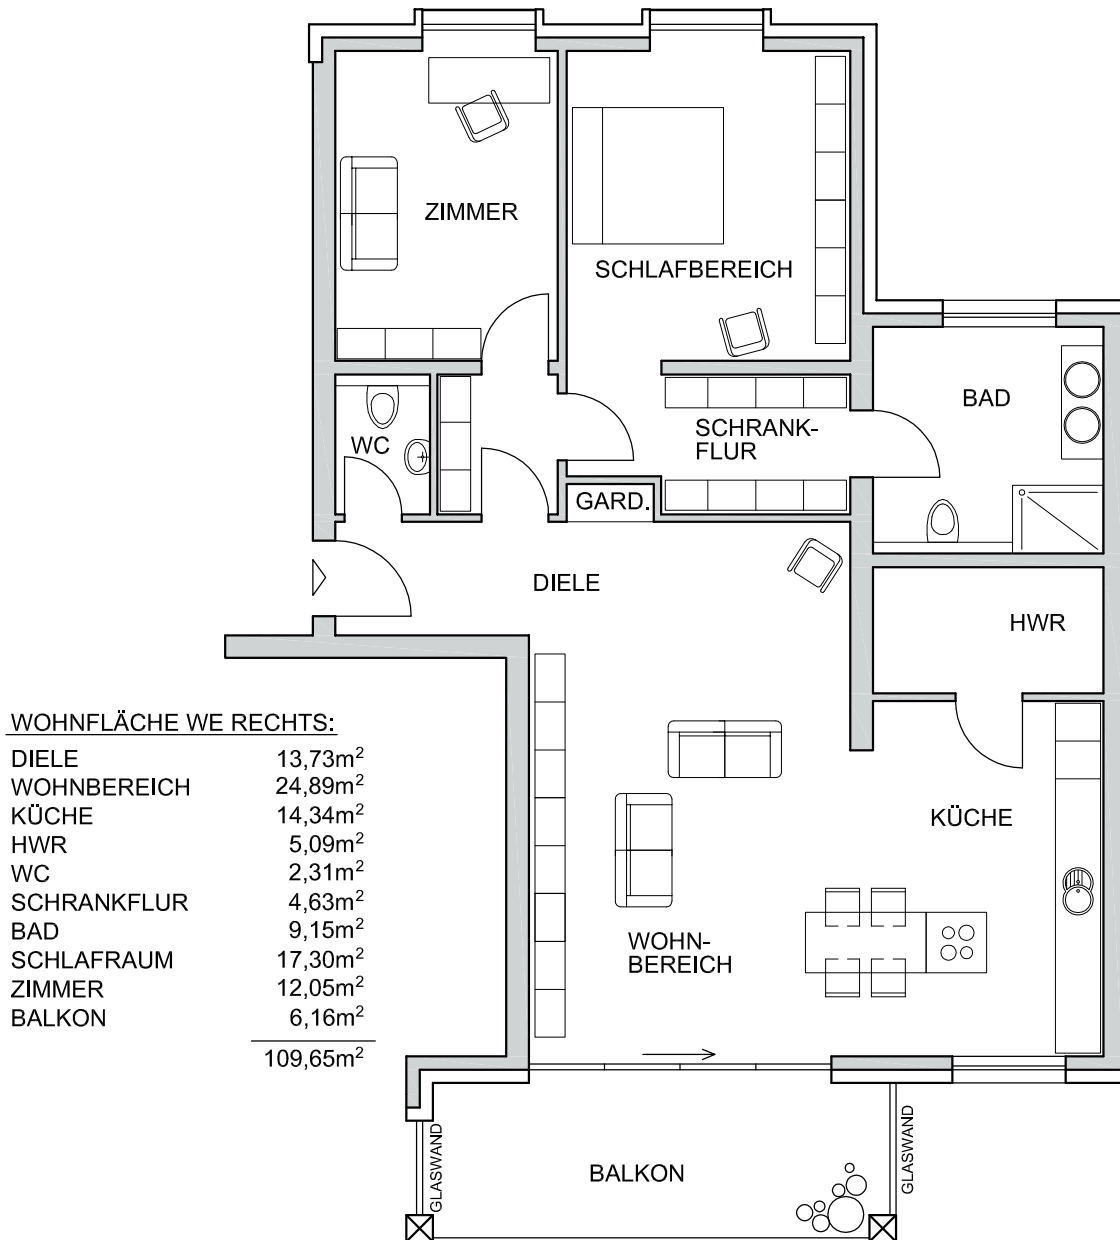 ZIMMER
SCHLAFBEREICH
BAD
SCHRANK-
FLUR
WC
GARD.
DIELE
HWR
WOHNFLÄCHE WE RECHTS:
DIELE 13,73m²
WOHNBEREICH 24,89m²
KÜCHE 14,34m²
HWR 5,09m²
WC 2,31m²
SCHRANKFLUR 4,63m²
BAD 9,15m²
SCHLAFRAUM 17,30m²
ZIMMER 12,05m²
BALKON 6,16m²
109,65m²
KÜCHE
WOHN-
BEREICH
GLASWAND
BALKON
GLASWAND